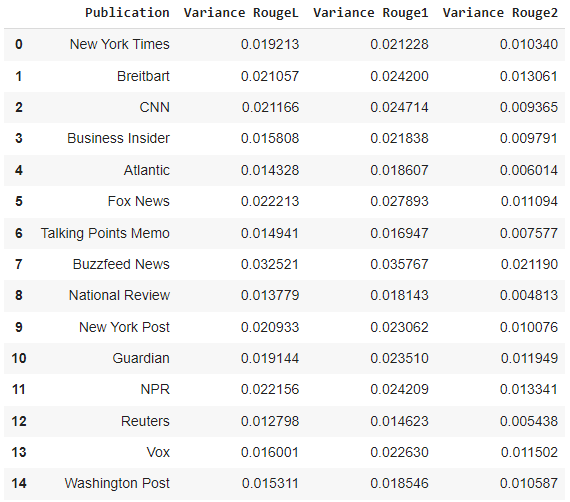 Publication Variance RougeL Variance Rouge1 Variance Rouge2
0 New York Times 0.019213 0.021228 0.010340
1 Breitbart 0.021057 0.024200 0.013061
2 CNN 0.021166 0.024714 0.009365
3 Business Insider 0.015808 0.021838 0.009791
4 Atlantic 0.014328 0.018607 0.006014
5 Fox News 0.022213 0.027893 0.011094
6 Talking Points Memo 0.014941 0.016947 0.007577
7 Buzzfeed News 0.032521 0.035767 0.021190
8 National Review 0.013779 0.018143 0.004813
9 New York Post 0.020933 0.023062 0.010076
10 Guardian 0.019144 0.023510 0.011949
11 NPR 0.022156 0.024209 0.013341
12 Reuters 0.012798 0.014623 0.005438
13 Vox 0.016001 0.022630 0.011502
14 Washington Post 0.015311 0.018546 0.010587